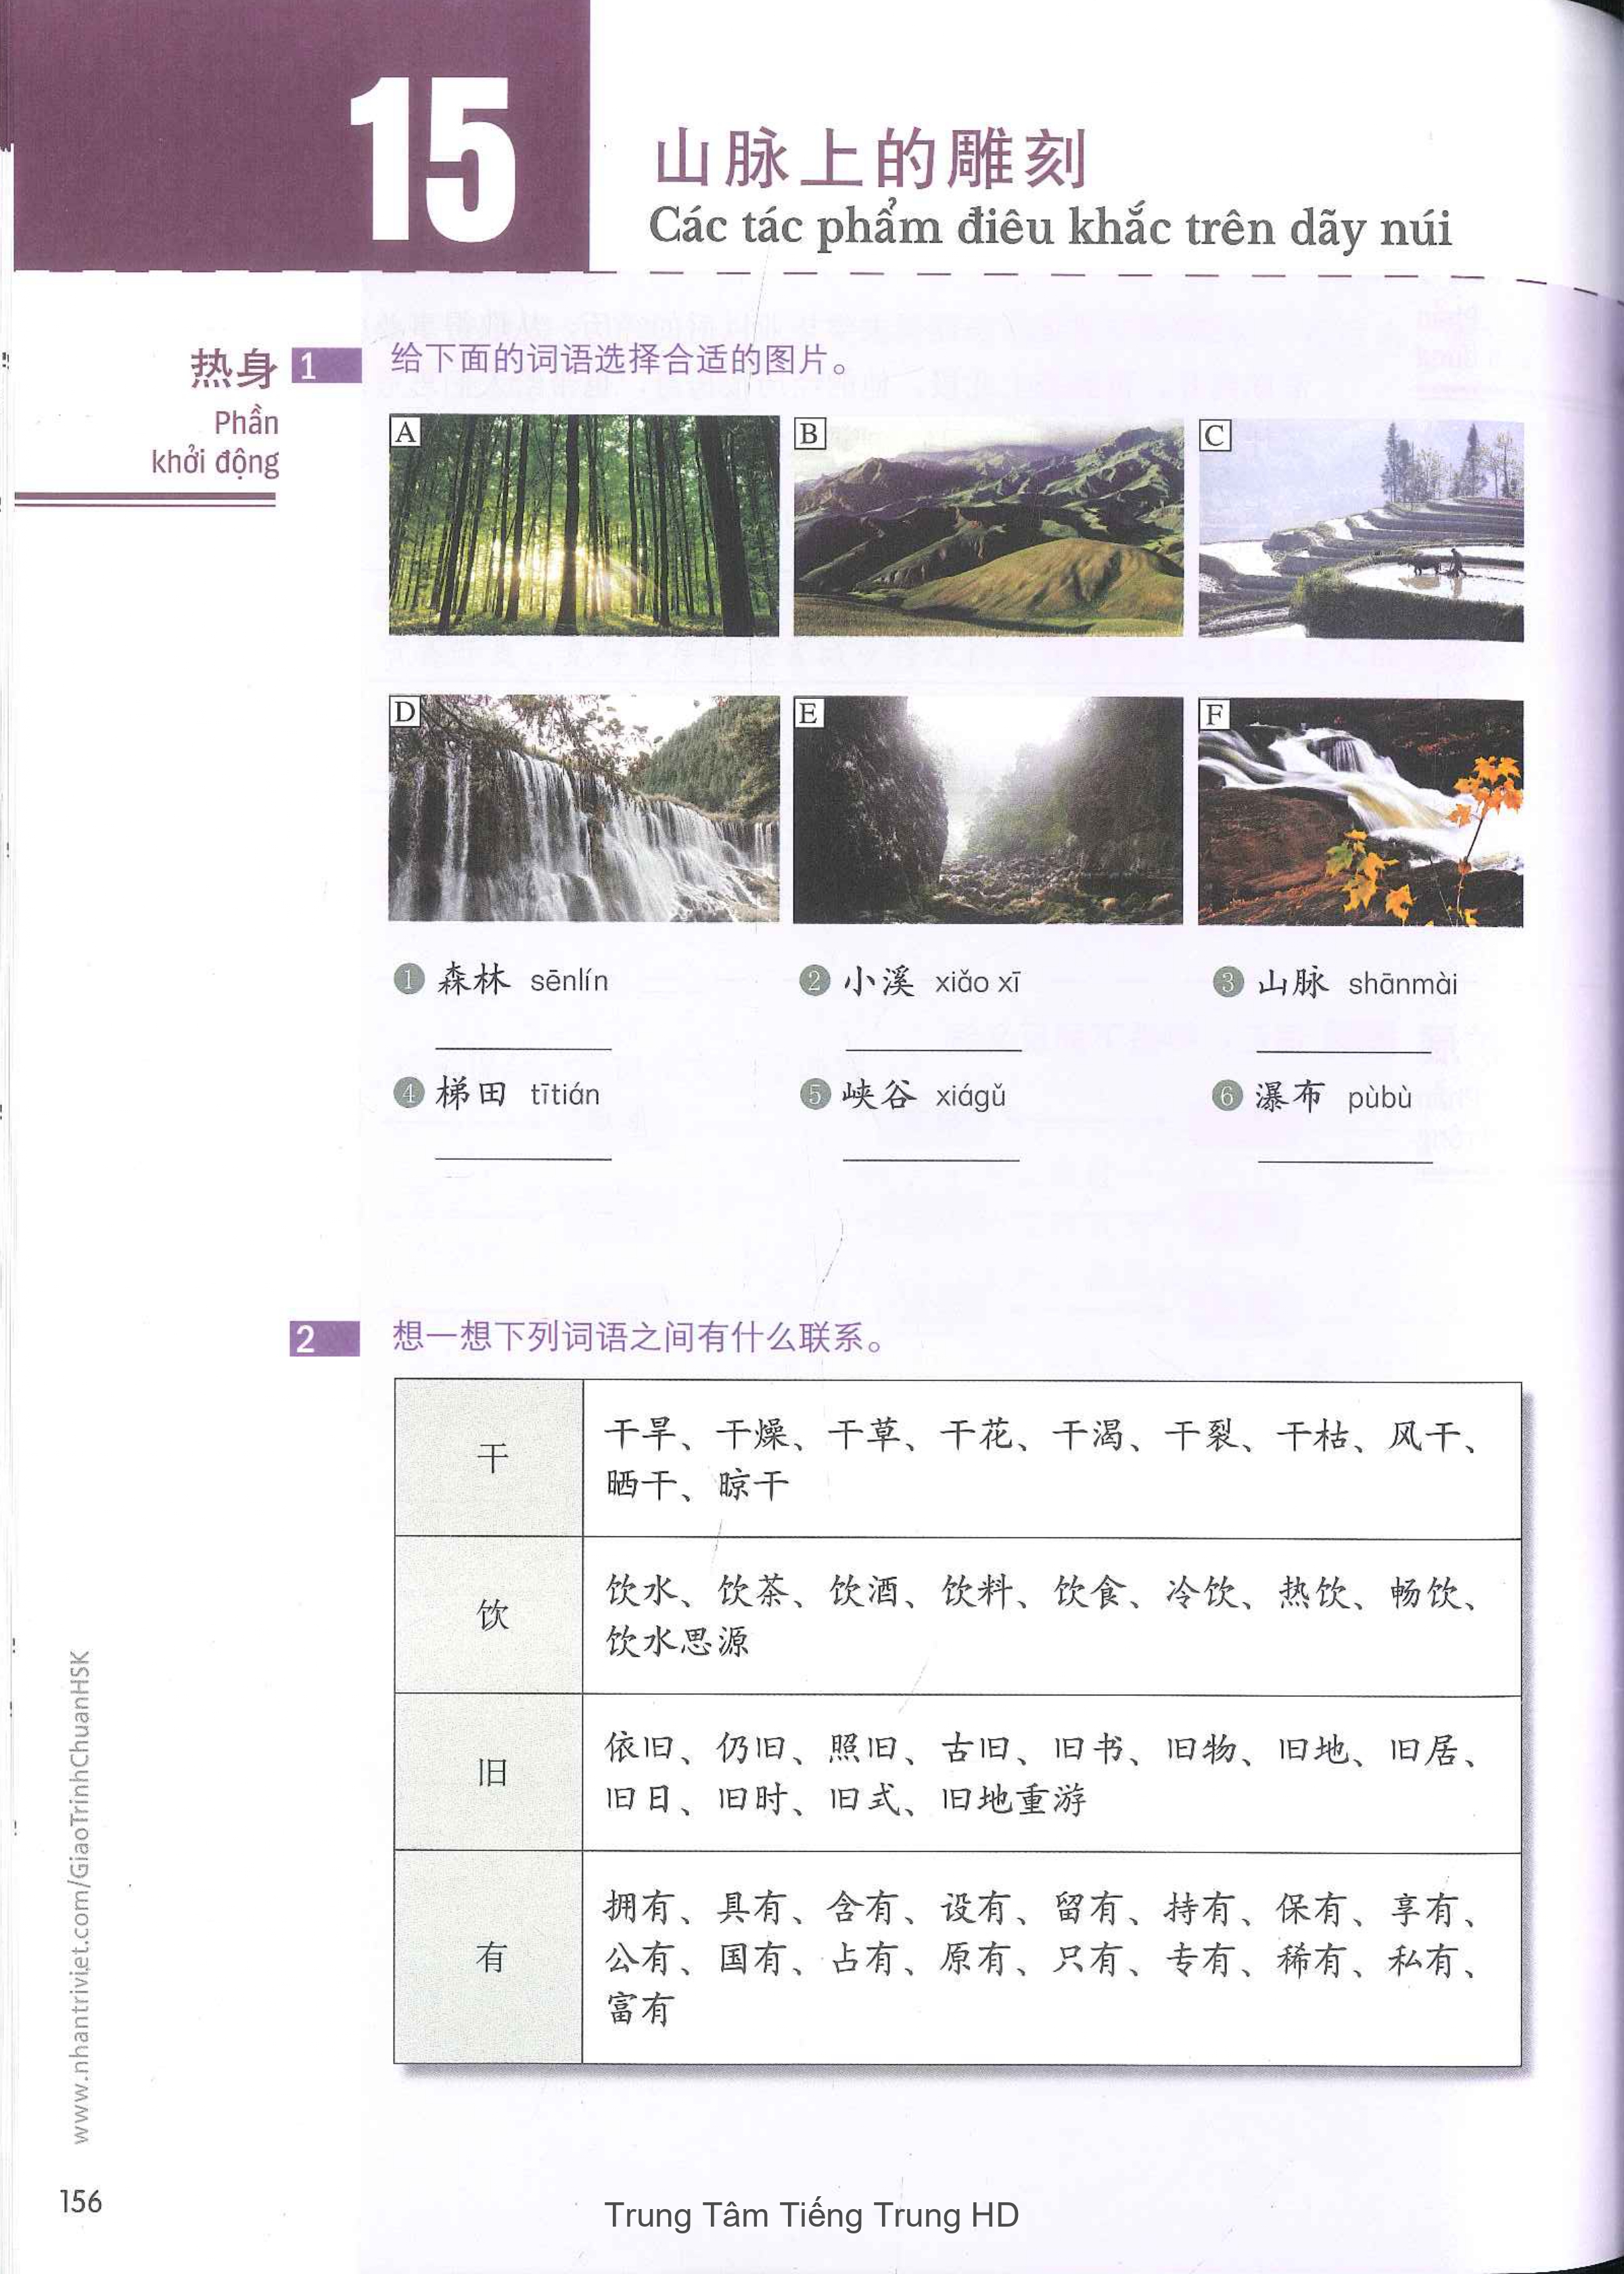 15
山脉上的雕刻
Các tác phẩm điêu khắc trên dãy núi
热身 1 给下面的词语选择合适的图片。
Phần
khởi động
A B C
D E F
1 森林 sēnlín 2 小溪 xiǎo xī 3 山脉 shānmài
4 梯田 tītián 5 峡谷 xiágǔ 6 瀑布 pùbù
2 想一想下列词语之间有什么联系。
干
干旱、干燥、干草、干花、干渴、干裂、干枯、风干、
晒干、晾干
饮
饮水、饮茶、饮酒、饮料、饮食、冷饮、热饮、畅饮、
饮水思源
旧
依旧、仍旧、照旧、古旧、旧书、旧物、旧地、旧居、
旧日、旧时、旧式、旧地重游
有
拥有、具有、含有、设有、留有、持有、保有、享有、
公有、国有、占有、原有、只有、专有、稀有、私有、
富有
www.nhantriviet.com/GiaoTrinhChuanHSK
156
Trung Tâm Tiếng Trung HD